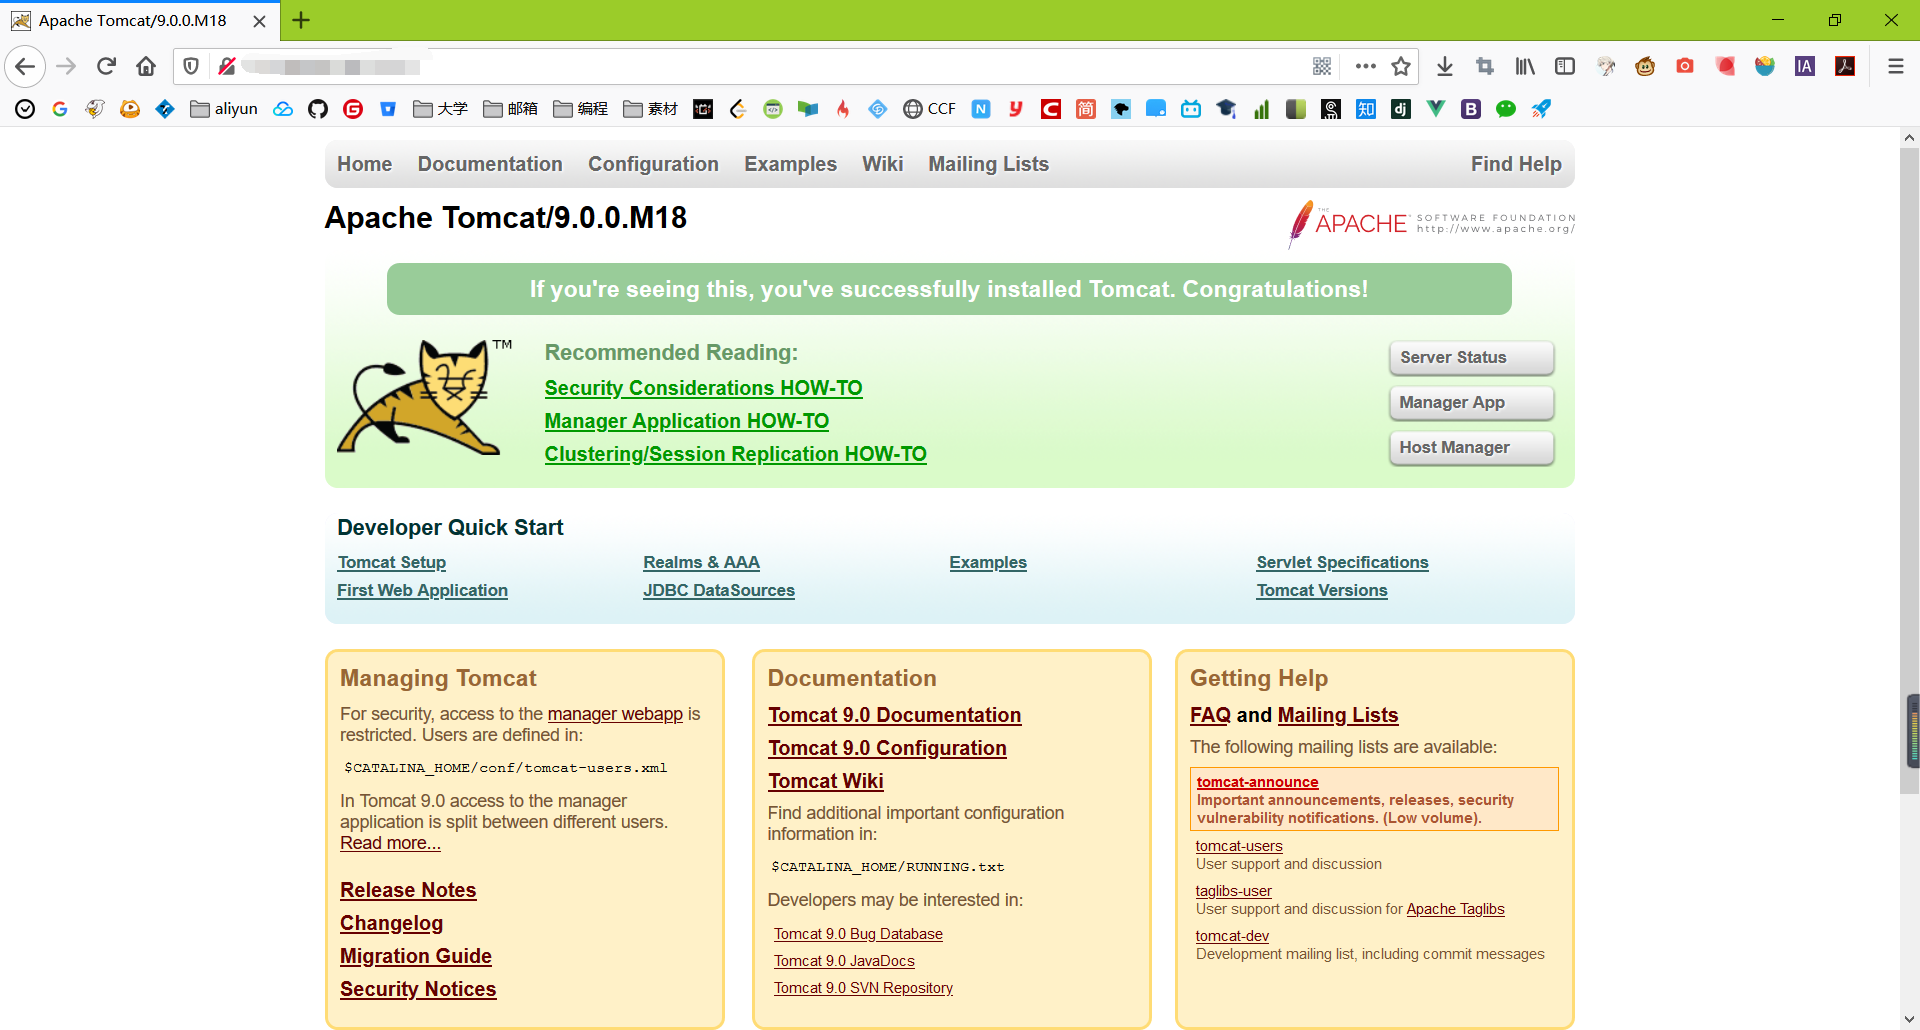 Apache Tomcat/9.0.0.M18
aliyun 大学 邮箱 编程 素材 CCF
Home Documentation Configuration Examples Wiki Mailing Lists Find Help
Apache Tomcat/9.0.0.M18
THE APACHE SOFTWARE FOUNDATION
http://www.apache.org/
If you're seeing this, you've successfully installed Tomcat. Congratulations!
TM
Recommended Reading:
Security Considerations HOW-TO
Manager Application HOW-TO
Clustering/Session Replication HOW-TO
Server Status
Manager App
Host Manager
Developer Quick Start
Tomcat Setup Realms & AAA Examples Servlet Specifications
First Web Application JDBC DataSources Tomcat Versions
Managing Tomcat
For security, access to the manager webapp is
restricted. Users are defined in:
$CATALINA_HOME/conf/tomcat-users.xml
In Tomcat 9.0 access to the manager
application is split between different users.
Read more...
Release Notes
Changelog
Migration Guide
Security Notices
Documentation
Tomcat 9.0 Documentation
Tomcat 9.0 Configuration
Tomcat Wiki
Find additional important configuration
information in:
$CATALINA_HOME/RUNNING.txt
Developers may be interested in:
Tomcat 9.0 Bug Database
Tomcat 9.0 JavaDocs
Tomcat 9.0 SVN Repository
Getting Help
FAQ and Mailing Lists
The following mailing lists are available:
tomcat-announce
Important announcements, releases, security
vulnerability notifications. (Low volume).
tomcat-users
User support and discussion
taglibs-user
User support and discussion for Apache Taglibs
tomcat-dev
Development mailing list, including commit messages